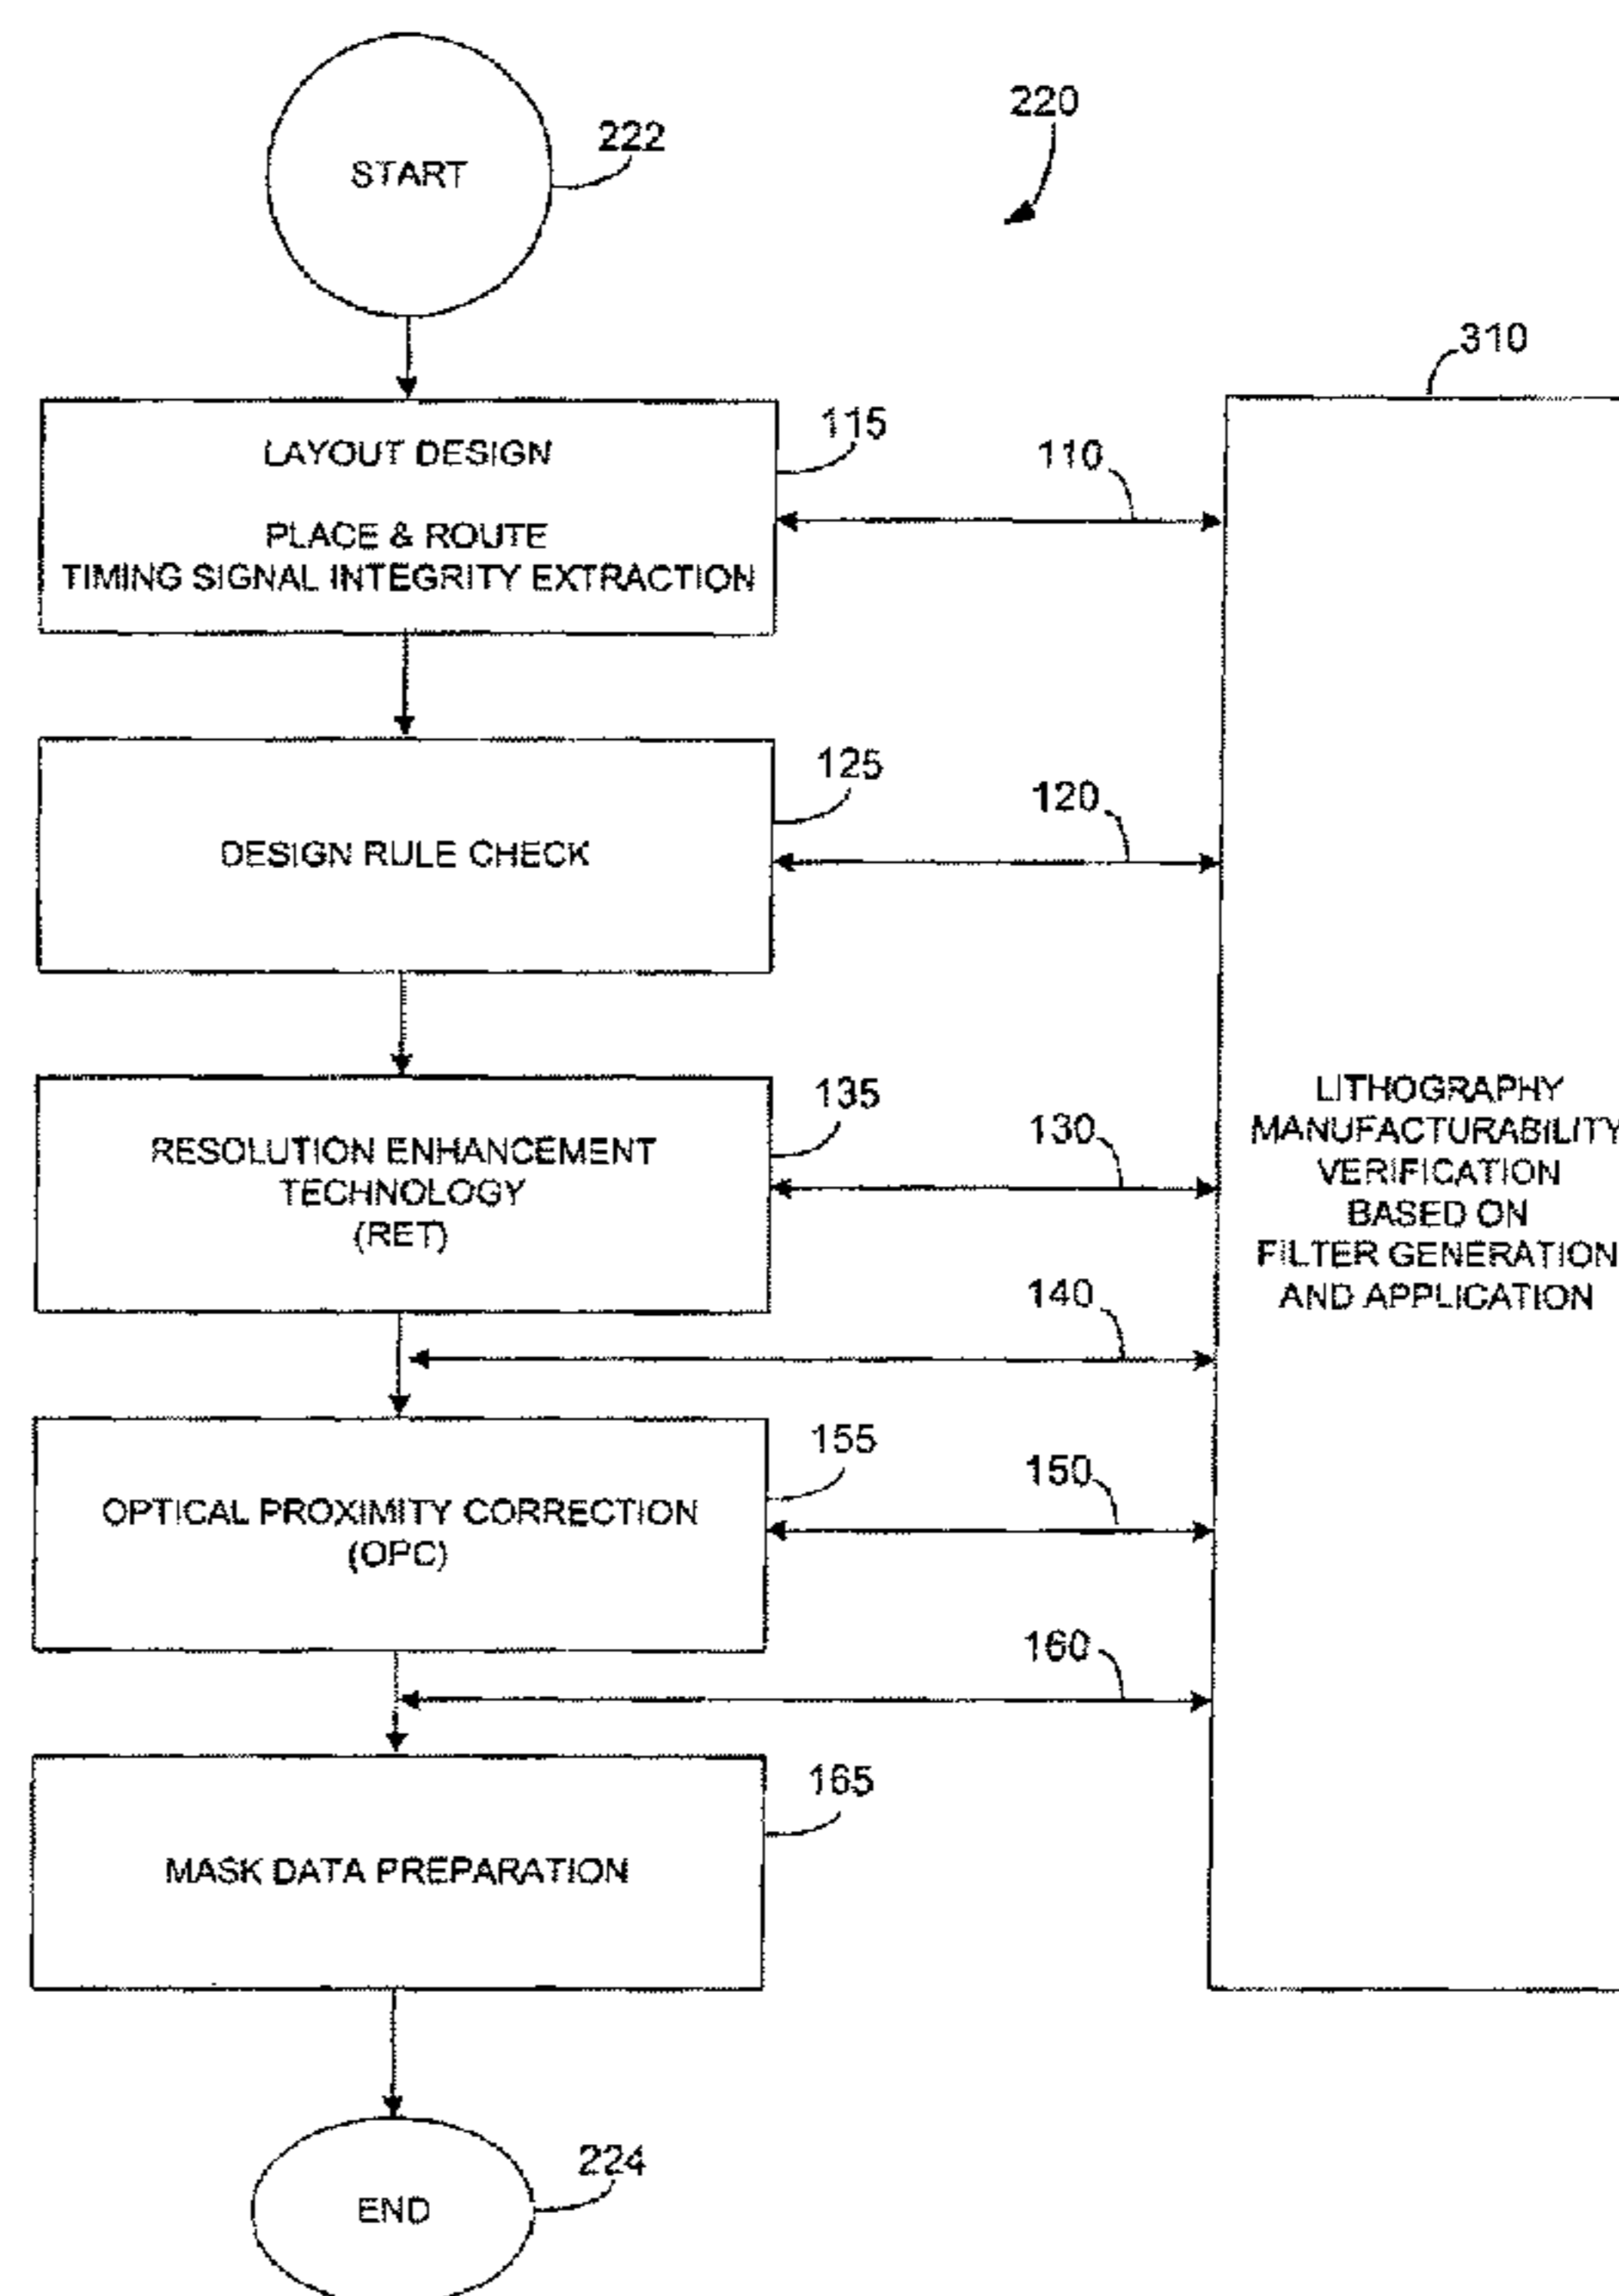 220
START
222
310
LAYOUT DESIGN
PLACE & ROUTE
TIMING SIGNAL INTEGRITY EXTRACTION
115
110
DESIGN RULE CHECK
125
120
RESOLUTION ENHANCEMENT
TECHNOLOGY
(RET)
135
130
LITHOGRAPHY
MANUFACTURABILITY
VERIFICATION
BASED ON
FILTER GENERATION
AND APPLICATION
140
OPTICAL PROXIMITY CORRECTION
(OPC)
155
150
160
MASK DATA PREPARATION
165
END
224